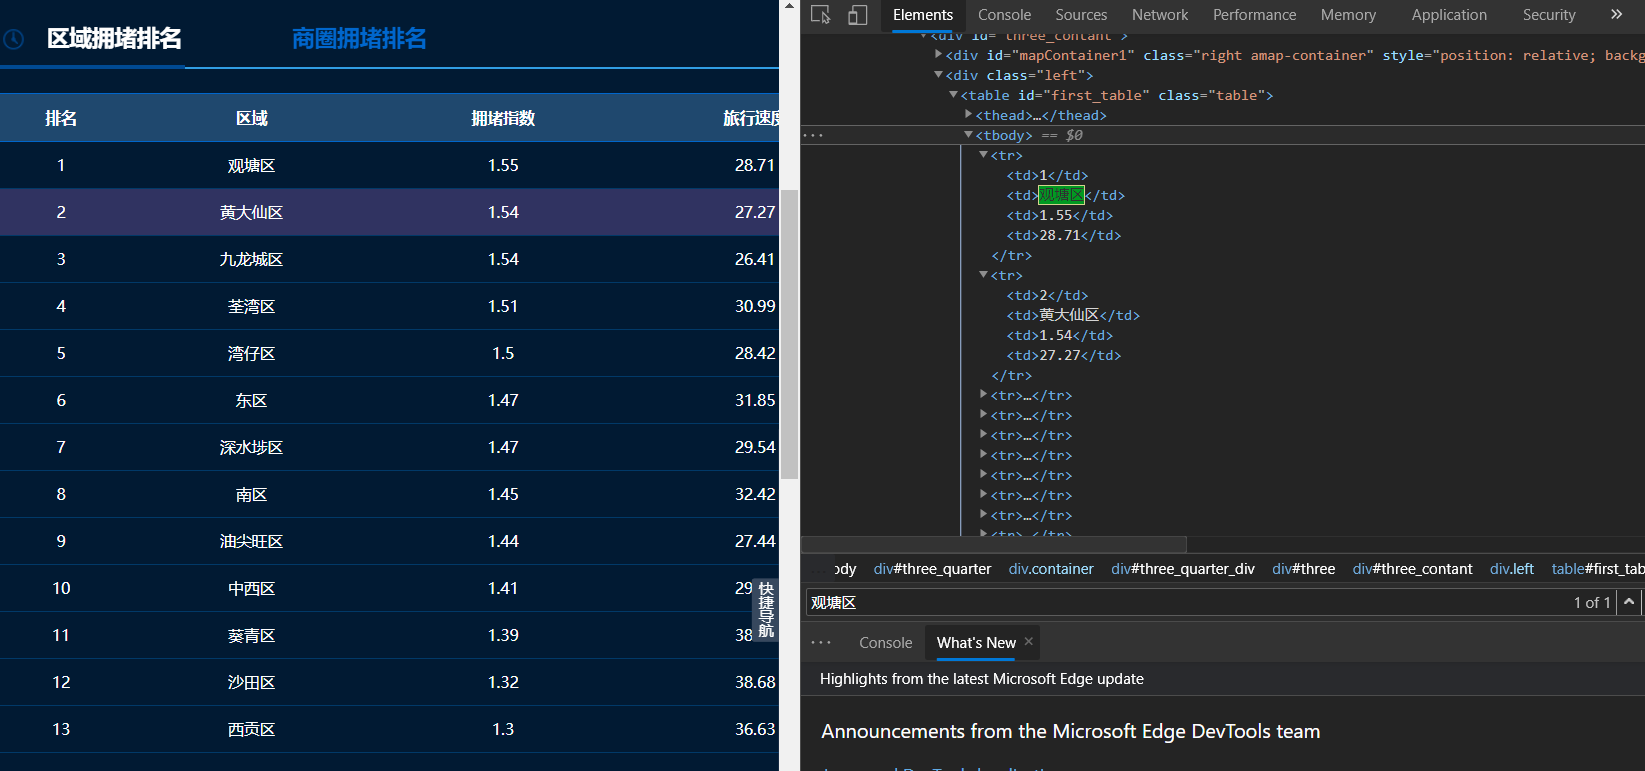 区域拥堵排名 商圈拥堵排名
排名 区域 拥堵指数 旅行速度
1 观塘区 1.55 28.71
2 黄大仙区 1.54 27.27
3 九龙城区 1.54 26.41
4 荃湾区 1.51 30.99
5 湾仔区 1.5 28.42
6 东区 1.47 31.85
7 深水埗区 1.47 29.54
8 南区 1.45 32.42
9 油尖旺区 1.44 27.44
10 中西区 1.41 29
11 葵青区 1.39 38
12 沙田区 1.32 38.68
13 西贡区 1.3 36.63
快捷导航
Elements Console Sources Network Performance Memory Application Security »
<div id="three_contant">
<div id="mapContainer1" class="right amap-container" style="position: relative; backg
<div class="left">
<table id="first_table" class="table">
<thead>…</thead>
··· <tbody> == $0
<tr>
<td>1</td>
<td>观塘区</td>
<td>1.55</td>
<td>28.71</td>
</tr>
<tr>
<td>2</td>
<td>黄大仙区</td>
<td>1.54</td>
<td>27.27</td>
</tr>
<tr>…</tr>
<tr>…</tr>
<tr>…</tr>
<tr>…</tr>
<tr>…</tr>
<tr>…</tr>
<tr>…</tr>
<tr>…</tr>
ody div#three_quarter div.container div#three_quarter_div div#three div#three_contant div.left table#first_tab
观塘区 1 of 1
··· Console What's New ×
Highlights from the latest Microsoft Edge update
Announcements from the Microsoft Edge DevTools team